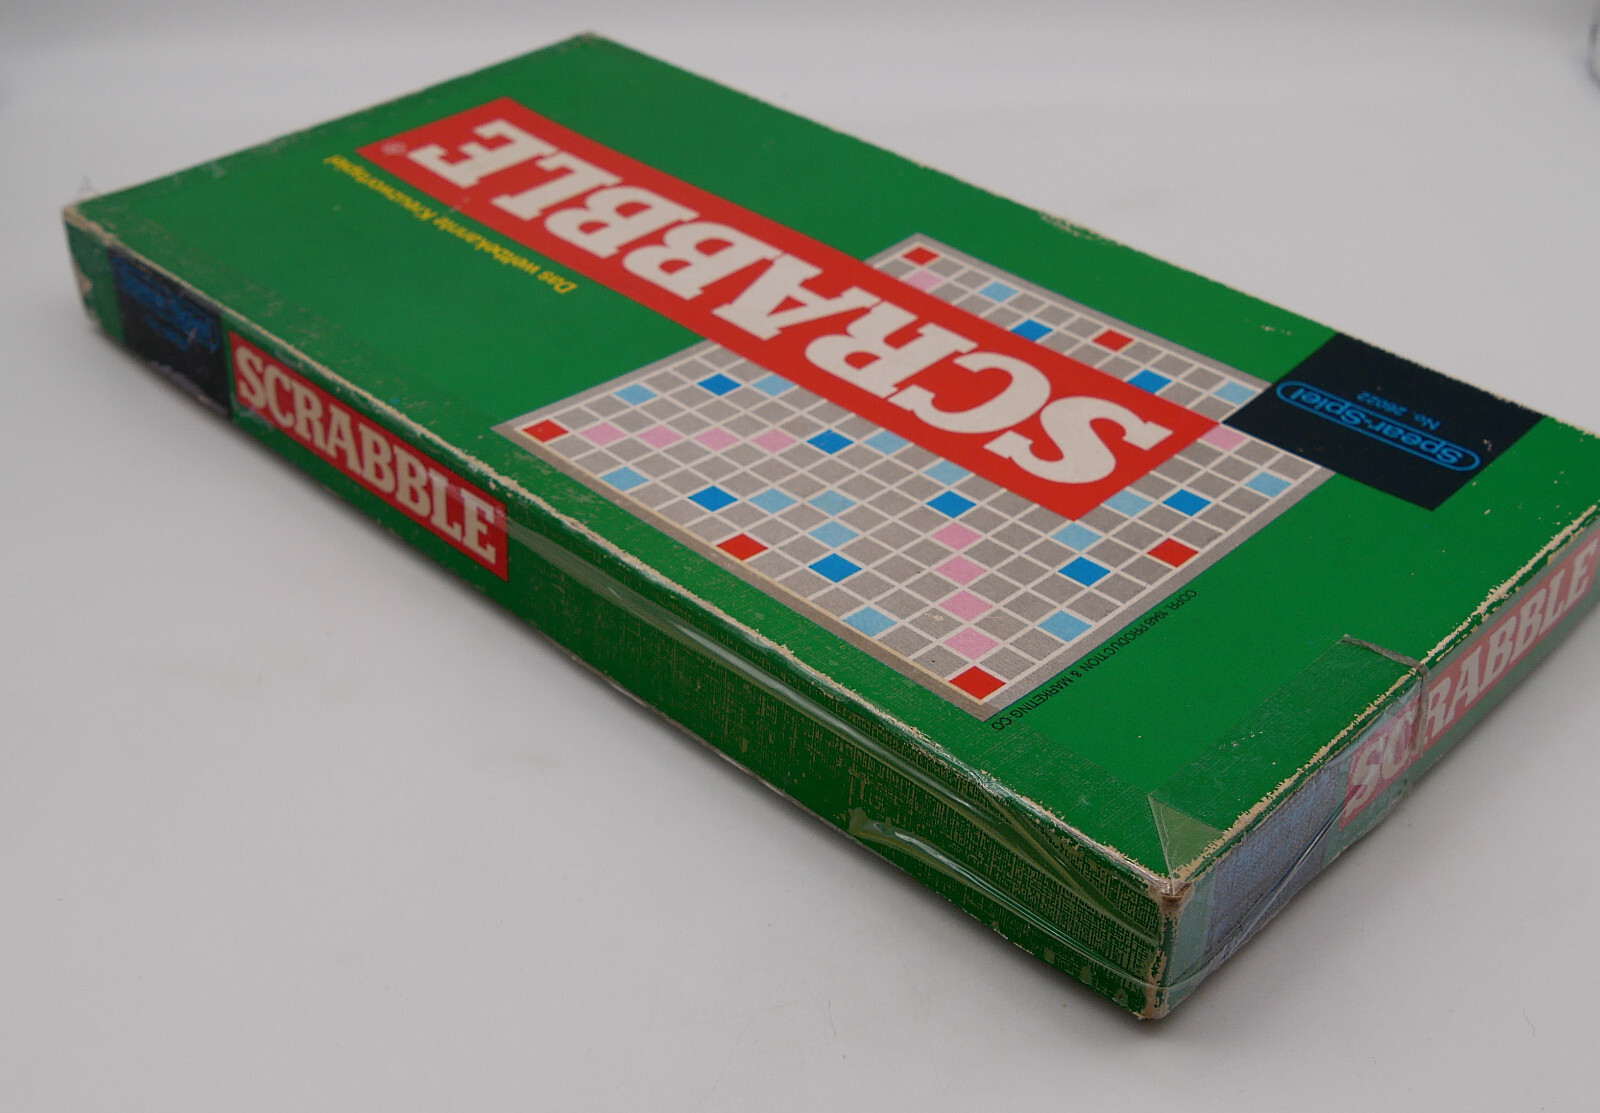 SCRABBLE®
Das weltbekannte Kreuzwortspiel
Spear-Spiel
No. 26022
COPR. 1948 PRODUCTION & MARKETING CO
SCRABBLE
SCRABBLE